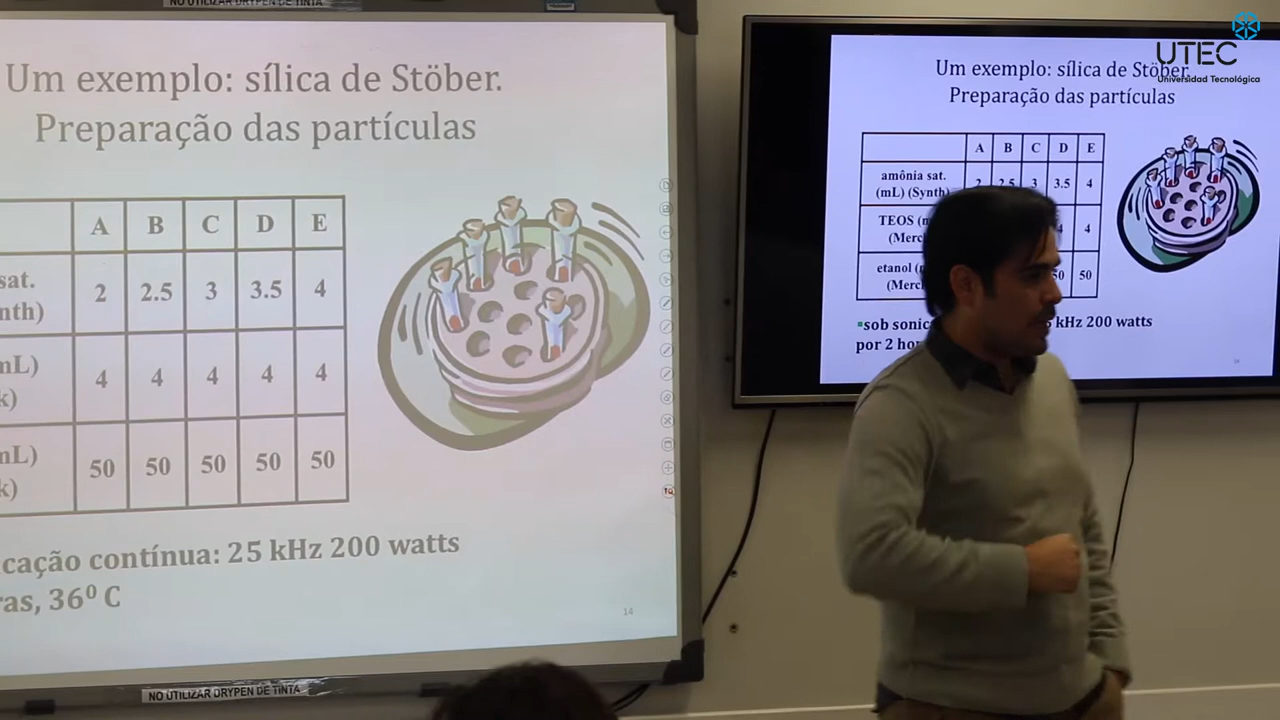 NO UTILIZAR DRYPEN DE TINTA
Um exemplo: sílica de Stöber.
Preparação das partículas
A B C D E
sat. 2 2.5 3 3.5 4
nth)
mL) 4 4 4 4 4
k)
mL) 50 50 50 50 50
k)
cação contínua: 25 kHz 200 watts
ras, 36⁰ C
14
NO UTILIZAR DRYPEN DE TINTA
UTEC
Universidad Tecnológica
Um exemplo: sílica de Stöber.
Preparação das partículas
A B C D E
amônia sat. 2 2.5 3 3.5 4
(mL) (Synth)
TEOS (m 4 4
(Merc
etanol ( 50 50
(Merc
▪sob sonic kHz 200 watts
por 2 hor